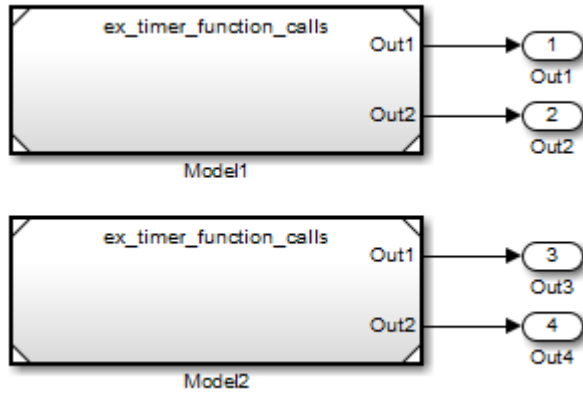 ex_timer_function_calls
Out1
1
Out1
Out2
2
Out2
Model1
ex_timer_function_calls
Out1
3
Out3
Out2
4
Out4
Model2